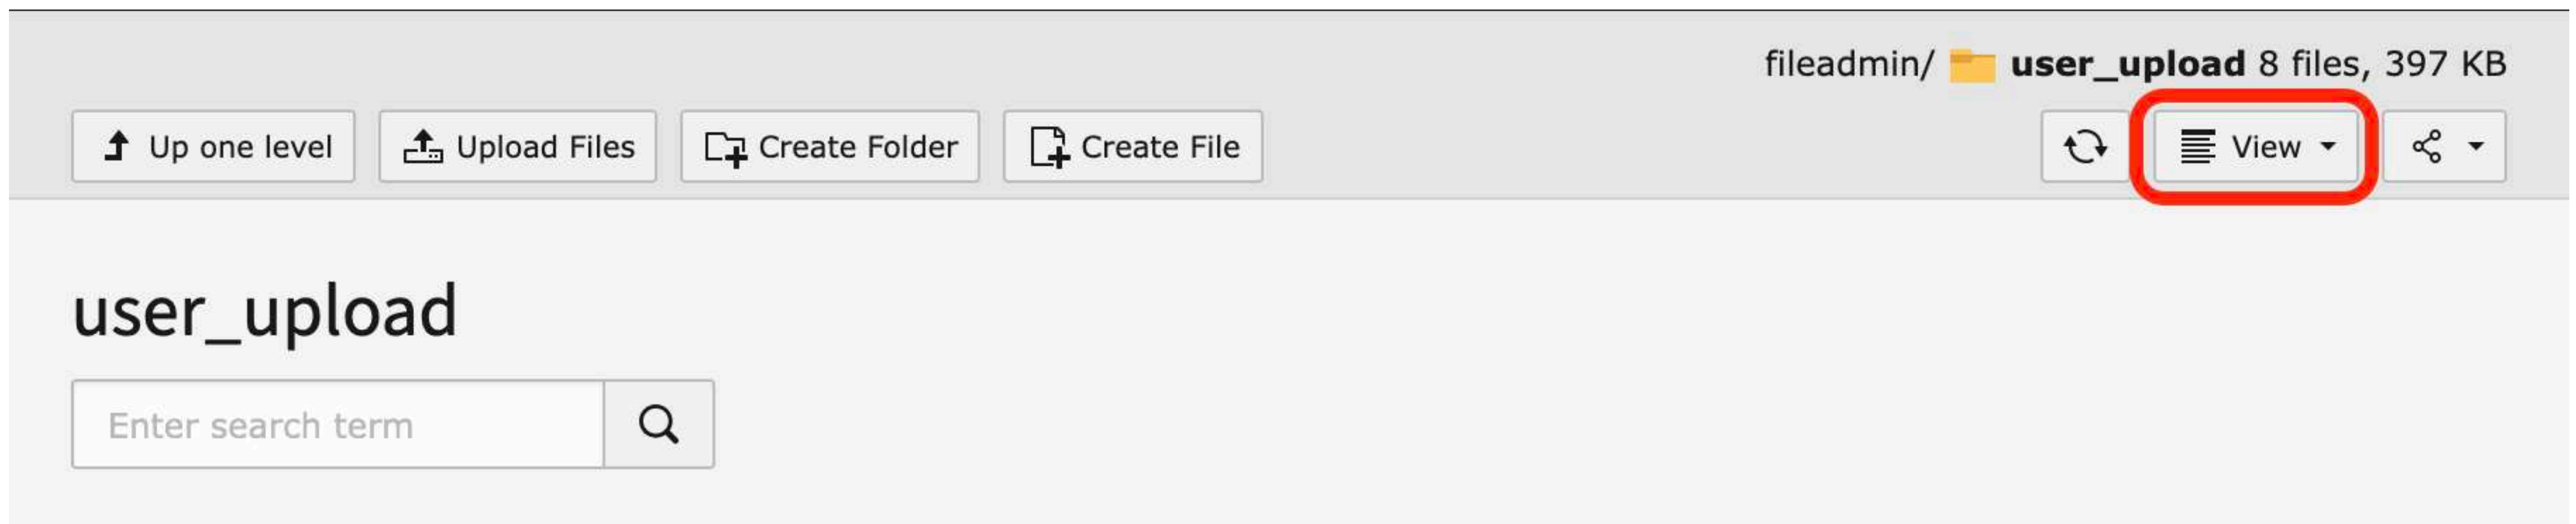 fileadmin/ user_upload 8 files, 397 KB
Up one level Upload Files Create Folder Create File View
user_upload
Enter search term